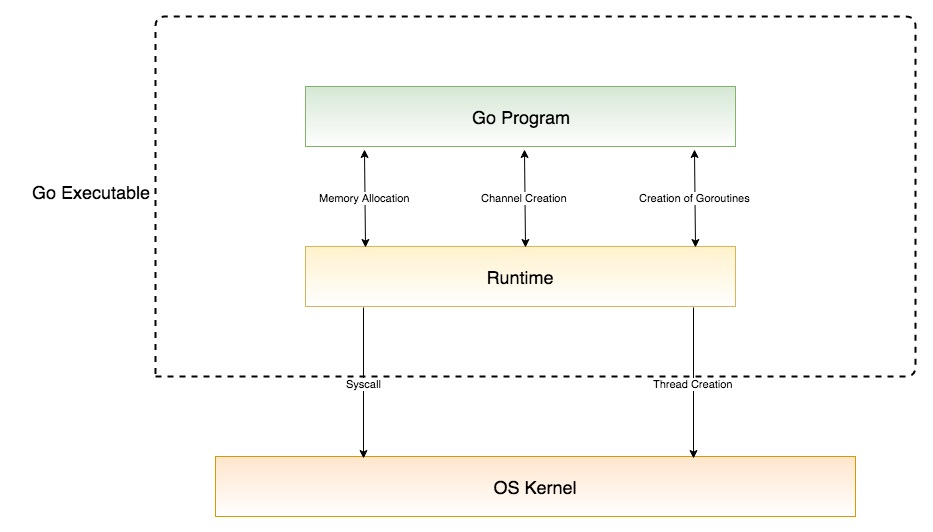 Go Program
Go Executable
Memory Allocation
Channel Creation
Creation of Goroutines
Runtime
Syscall
Thread Creation
OS Kernel